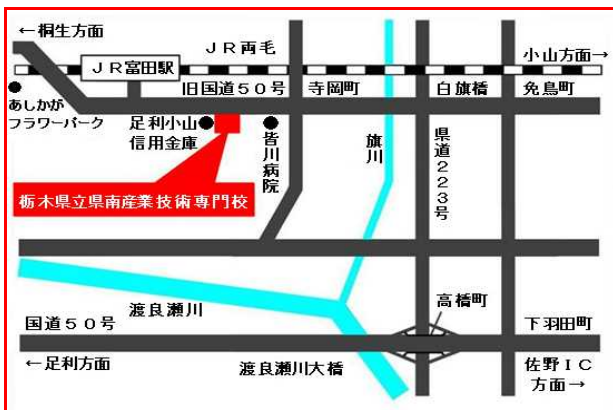 ←桐生方面
JR両毛
小山方面→
JR富田駅
旧国道50号
寺岡町
白旗橋
免鳥町
あしかが
フラワーパーク
足利小山
信用金庫
皆川病院
旗川
県道223号
栃木県立県南産業技術専門校
渡良瀬川
高橋町
国道50号
下羽田町
←足利方面
渡良瀬川大橋
佐野IC
方面→